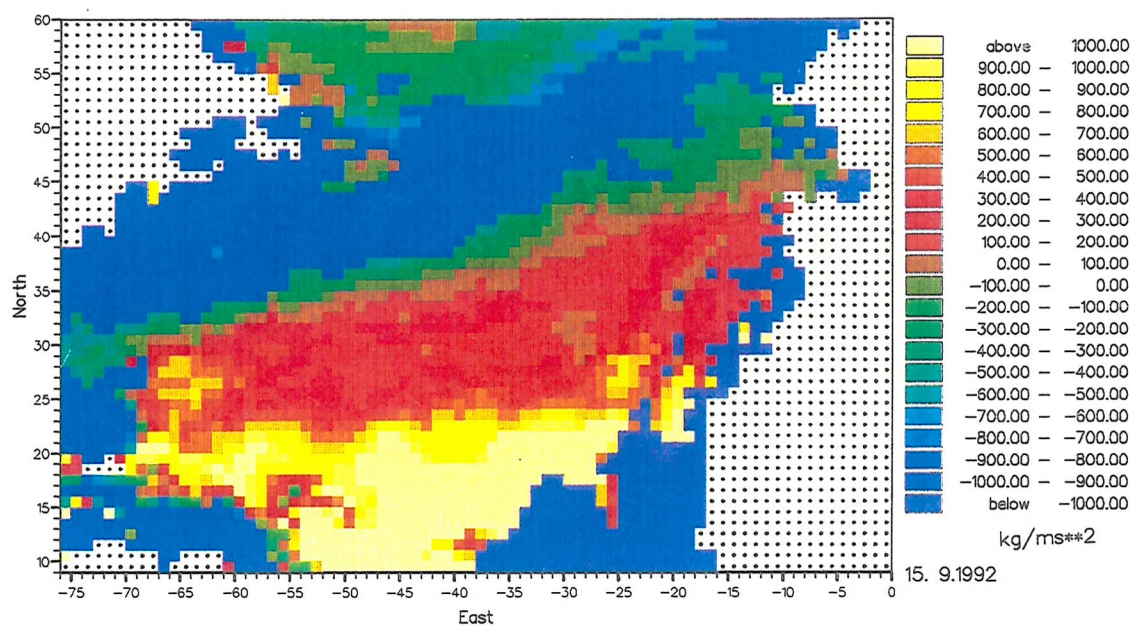 60
55
50
45
40
35
30
25
20
15
10
North
-75 -70 -65 -60 -55 -50 -45 -40 -35 -30 -25 -20 -15 -10 -5 0
East
above 1000.00
900.00 - 1000.00
800.00 - 900.00
700.00 - 800.00
600.00 - 700.00
500.00 - 600.00
400.00 - 500.00
300.00 - 400.00
200.00 - 300.00
100.00 - 200.00
0.00 - 100.00
-100.00 - 0.00
-200.00 - -100.00
-300.00 - -200.00
-400.00 - -300.00
-500.00 - -400.00
-600.00 - -500.00
-700.00 - -600.00
-800.00 - -700.00
-900.00 - -800.00
-1000.00 - -900.00
below -1000.00
kg/ms**2
15. 9.1992